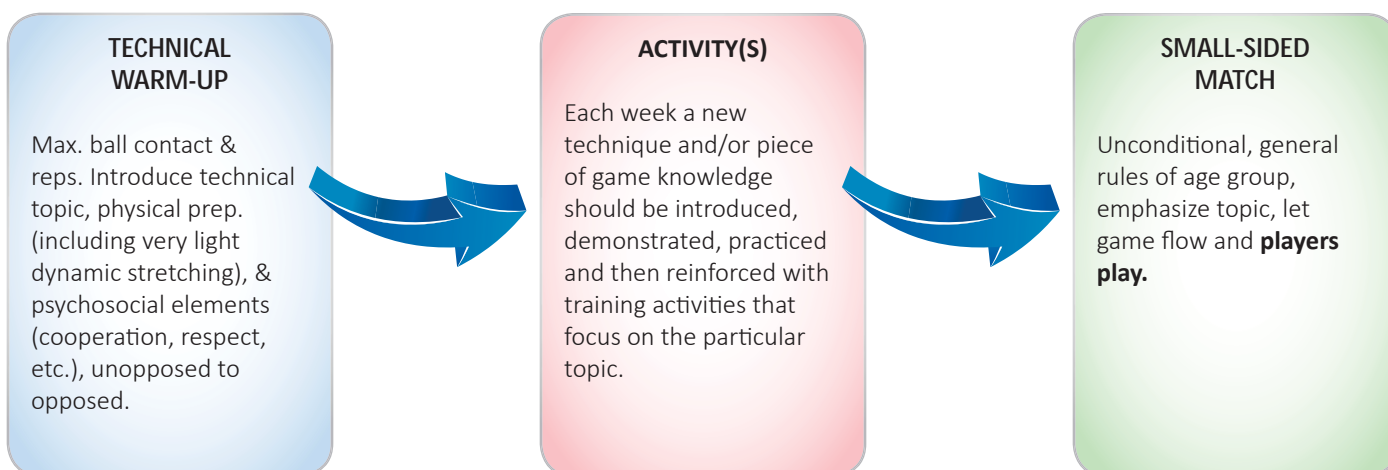 TECHNICAL
WARM-UP
Max. ball contact &
reps. Introduce technical
topic, physical prep.
(including very light
dynamic stretching), &
psychosocial elements
(cooperation, respect,
etc.), unopposed to
opposed.
ACTIVITY(S)
Each week a new
technique and/or piece
of game knowledge
should be introduced,
demonstrated, practiced
and then reinforced with
training activities that
focus on the particular
topic.
SMALL-SIDED
MATCH
Unconditional, general
rules of age group,
emphasize topic, let
game flow and players
play.